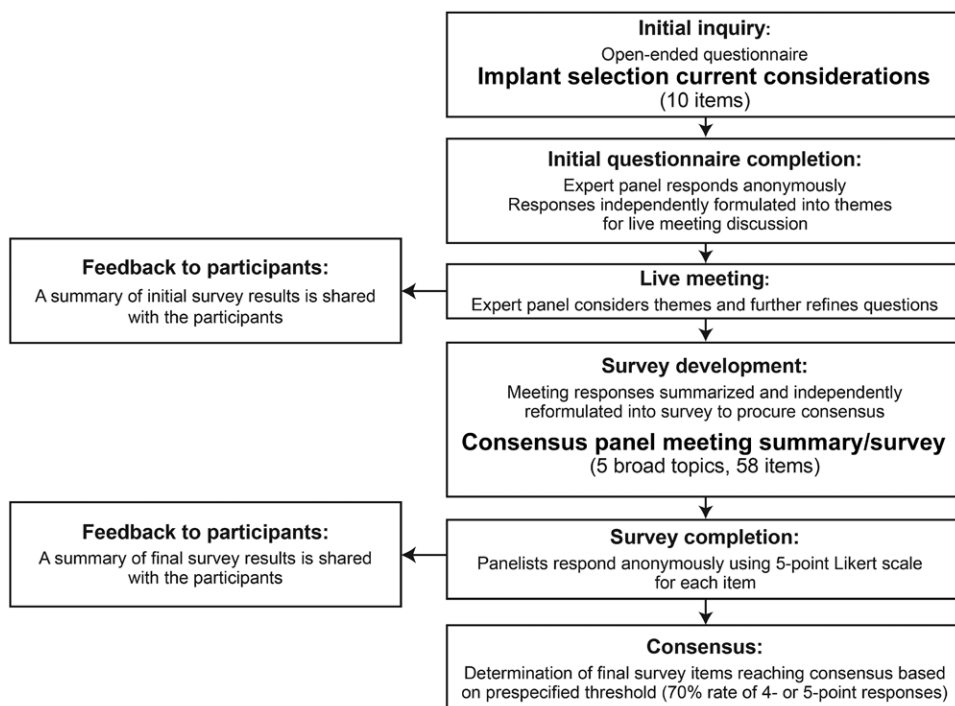 Initial inquiry:
Open-ended questionnaire
Implant selection current considerations
(10 items)
Initial questionnaire completion:
Expert panel responds anonymously
Responses independently formulated into themes
for live meeting discussion
Feedback to participants:
A summary of initial survey results is shared
with the participants
Live meeting:
Expert panel considers themes and further refines questions
Survey development:
Meeting responses summarized and independently
reformulated into survey to procure consensus
Consensus panel meeting summary/survey
(5 broad topics, 58 items)
Feedback to participants:
A summary of final survey results is shared
with the participants
Survey completion:
Panelists respond anonymously using 5-point Likert scale
for each item
Consensus:
Determination of final survey items reaching consensus based
on prespecified threshold (70% rate of 4- or 5-point responses)